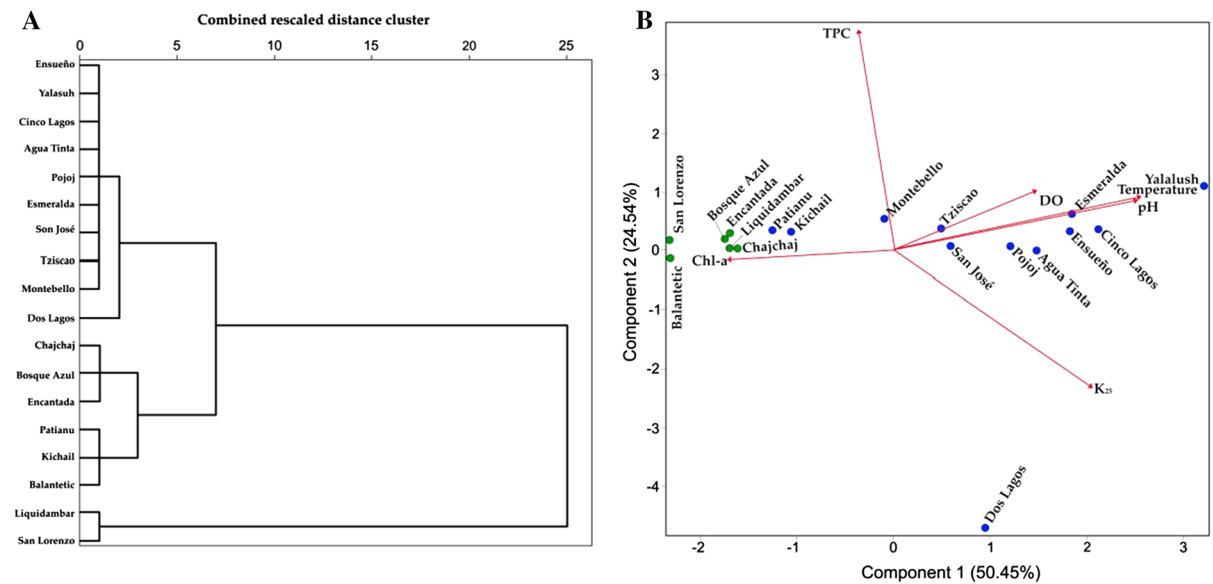 A
Combined rescaled distance cluster
0 5 10 15 20 25
Ensueño
Yalasuh
Cinco Lagos
Agua Tinta
Pojoj
Esmeralda
Son José
Tziscao
Montebello
Dos Lagos
Chajchaj
Bosque Azul
Encantada
Patianu
Kichail
Balantetic
Liquidambar
San Lorenzo
B
Component 2 (24.54%)
3
2
1
0
-1
-2
-3
-4
TPC
San Lorenzo
Balantetic
Bosque Azul
Encantada
Liquidambar
Chajchaj
Patianu
Kichail
Chl-a
Montebello
Tziscao
DO
Esmeralda
Yalalush
Temperature
pH
San José
Pojoj
Agua Tinta
Ensueño
Cinco Lagos
K₂₅
Dos Lagos
-2 -1 0 1 2 3
Component 1 (50.45%)